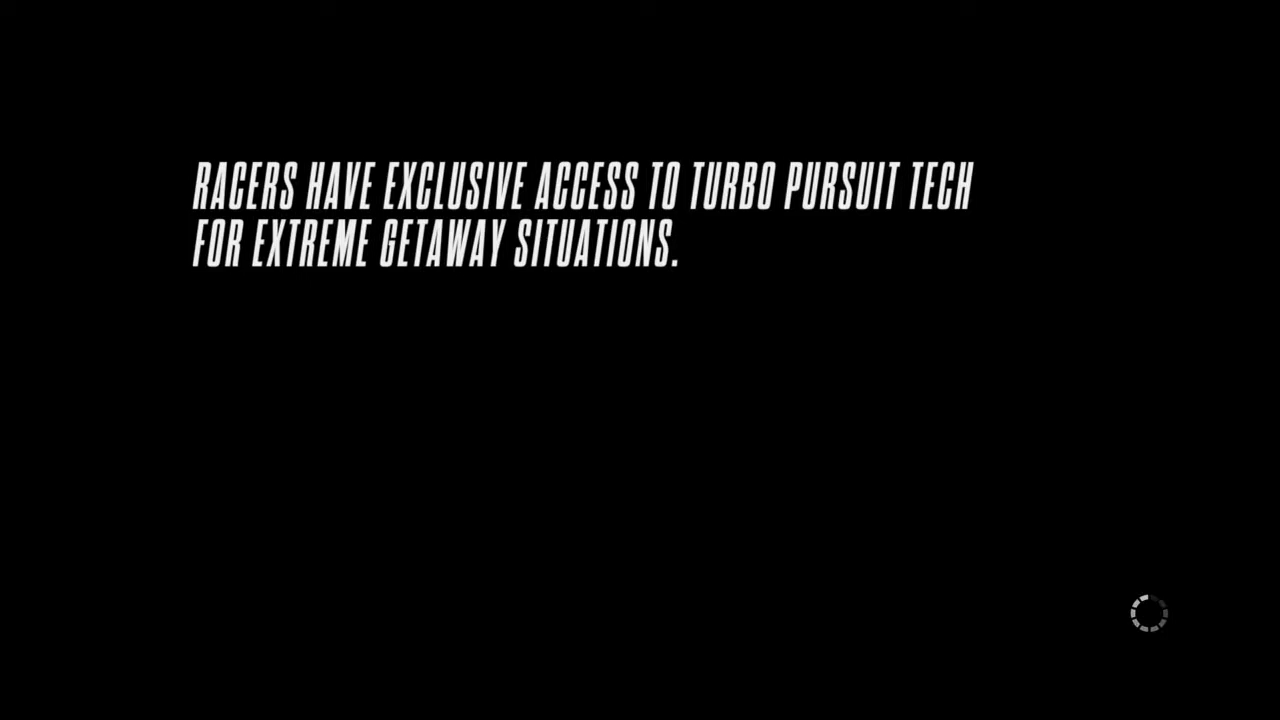 RACERS HAVE EXCLUSIVE ACCESS TO TURBO PURSUIT TECH
FOR EXTREME GETAWAY SITUATIONS.